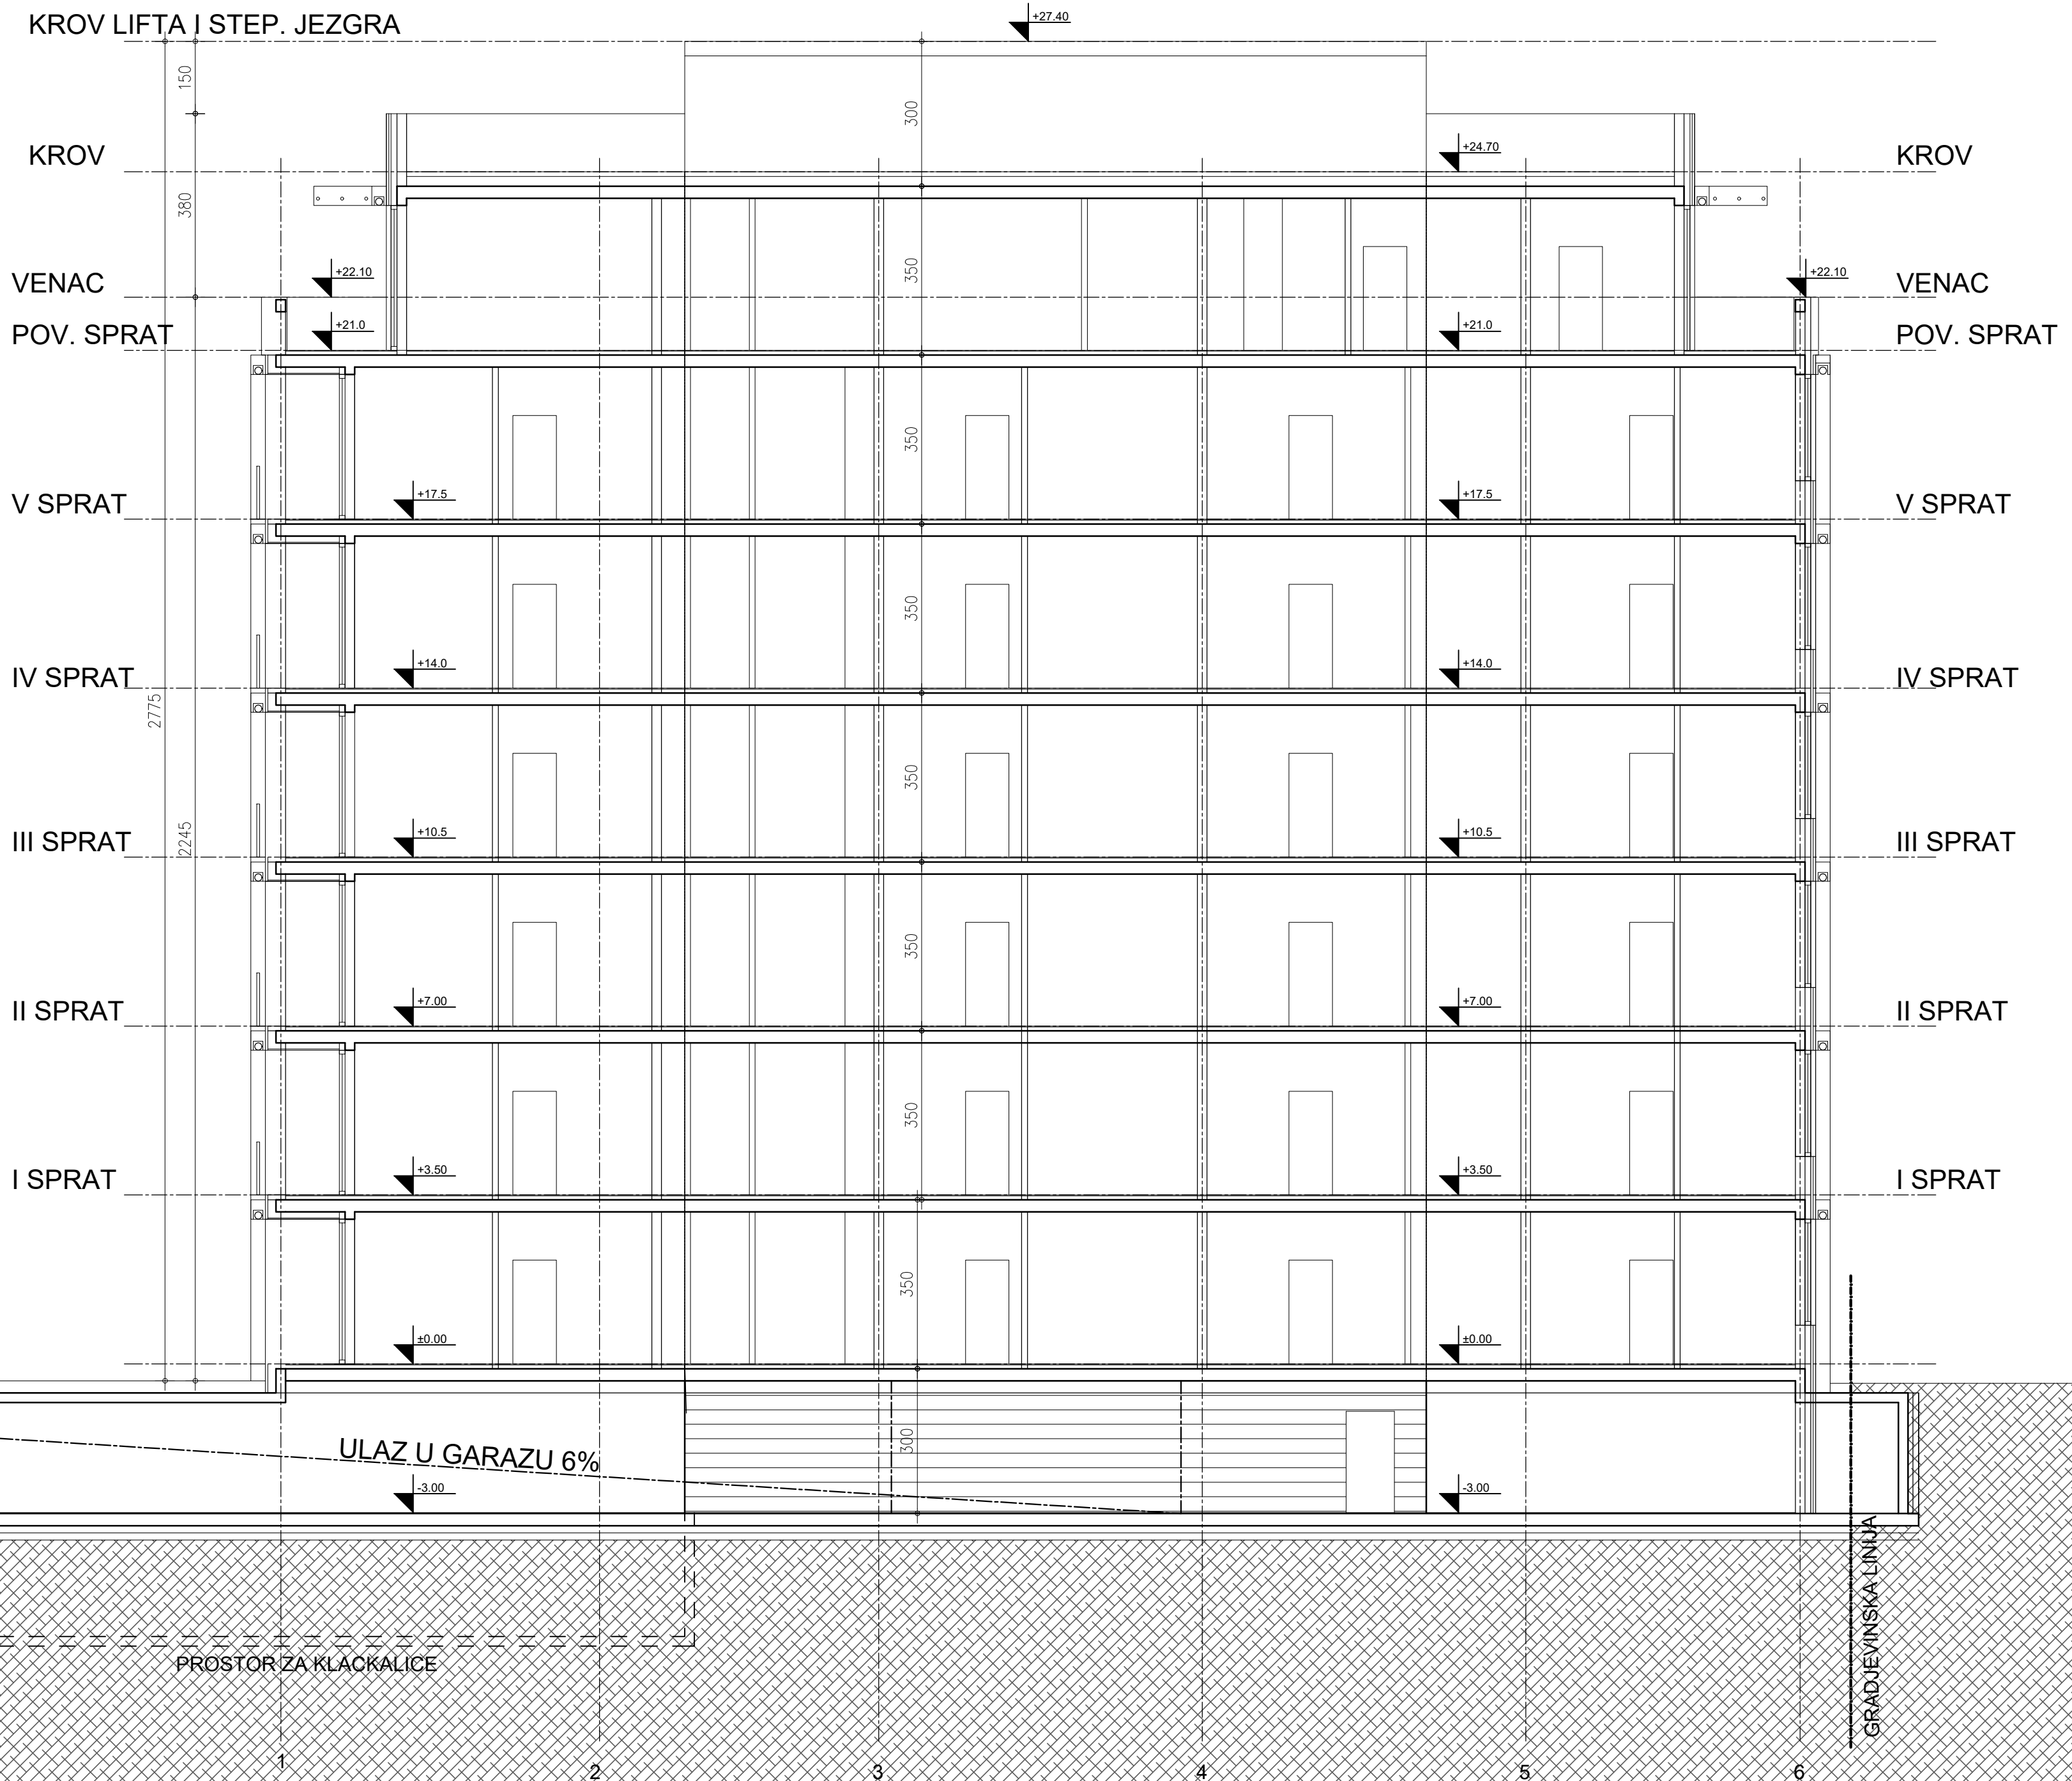 KROV LIFTA I STEP. JEZGRA
+27.40
150
300
KROV
+24.70
KROV
380
350
VENAC
+22.10
+22.10
VENAC
POV. SPRAT
+21.0
+21.0
POV. SPRAT
350
V SPRAT
+17.5
+17.5
V SPRAT
350
IV SPRAT
+14.0
+14.0
IV SPRAT
2775
350
2245
III SPRAT
+10.5
+10.5
III SPRAT
350
II SPRAT
+7.00
+7.00
II SPRAT
350
I SPRAT
+3.50
+3.50
I SPRAT
350
±0.00
±0.00
ULAZ U GARAZU 6%
300
-3.00
-3.00
GRADJEVINSKA LINIJA
PROSTOR ZA KLACKALICE
1
2
3
4
5
6